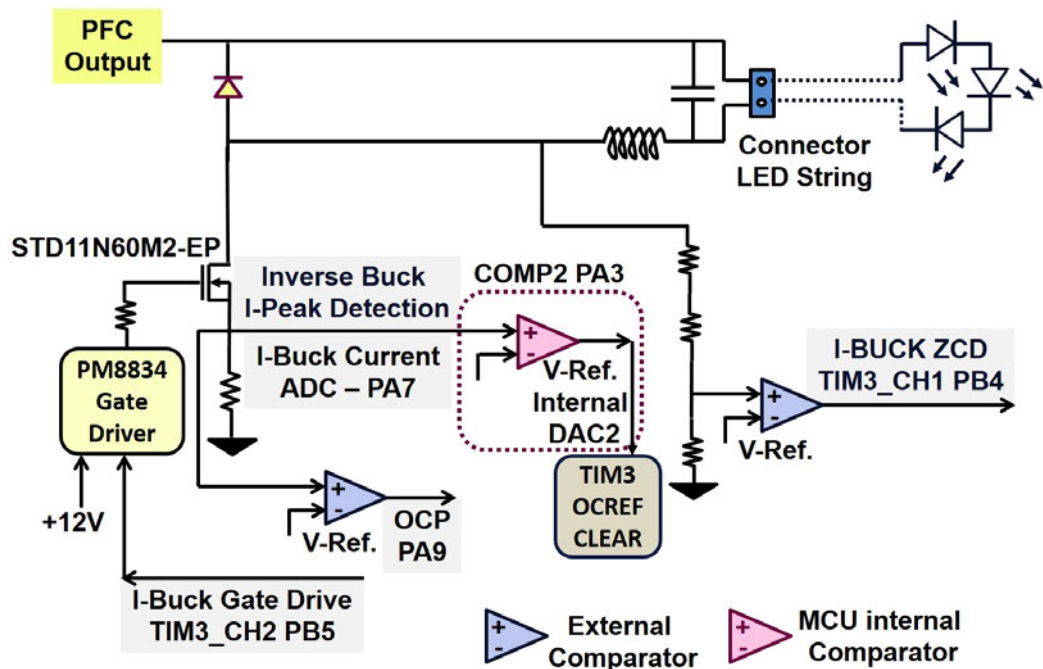 PFC
Output
Connector
LED String
STD11N60M2-EP
Inverse Buck
I-Peak Detection
COMP2 PA3
I-Buck Current
ADC – PA7
+
-
V-Ref.
Internal
DAC2
I-BUCK ZCD
TIM3_CH1 PB4
+
-
V-Ref.
PM8834
Gate
Driver
TIM3
OCREF
CLEAR
+12V
+
-
V-Ref.
OCP
PA9
I-Buck Gate Drive
TIM3_CH2 PB5
+
-
External
Comparator
+
-
MCU internal
Comparator